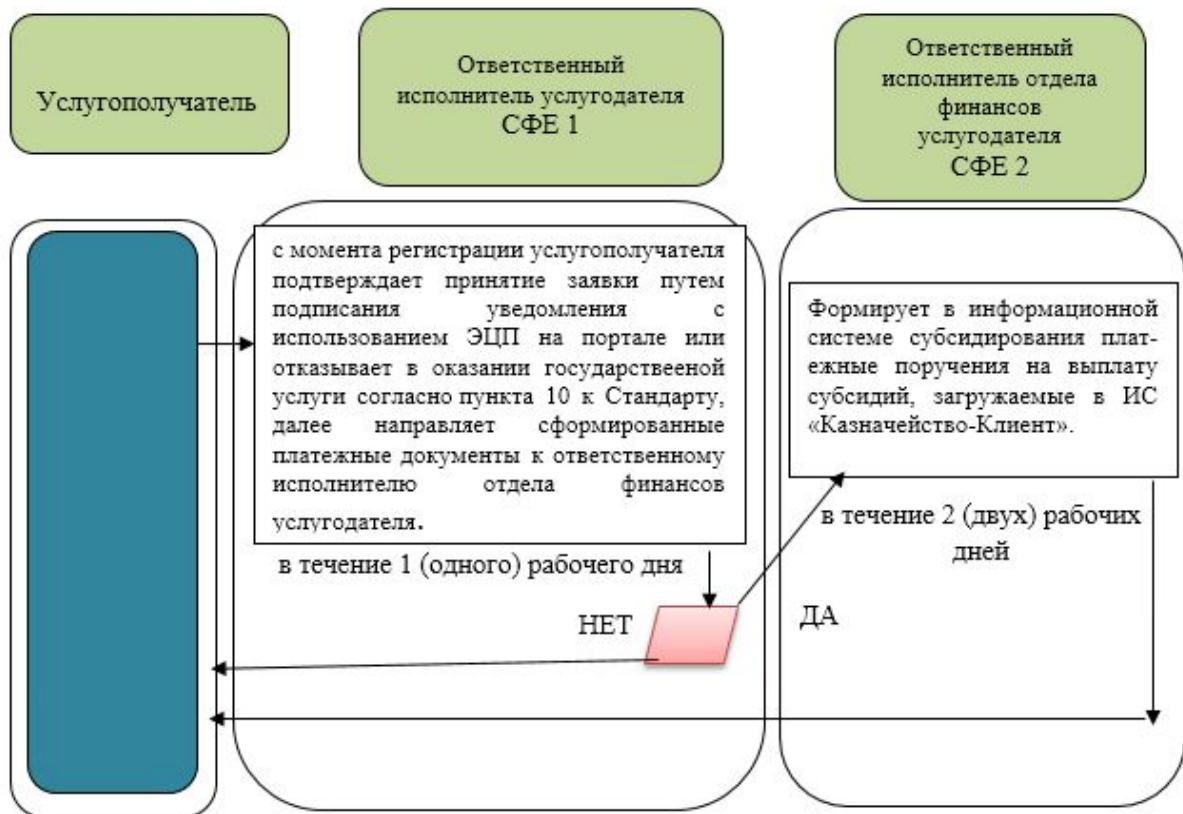 Услугополучатель
Ответственный
исполнитель услугодателя
СФЕ 1
Ответственный
исполнитель отдела
финансов
услугодателя
СФЕ 2
с момента регистрации услугополучателя
подтверждает принятие заявки путем
подписания уведомления с
использованием ЭЦП на портале или
отказывает в оказании государствееной
услуги согласно пункта 10 к Стандарту,
далее направляет сформированные
платежные документы к ответственному
исполнителю отдела финансов
услугодателя.
в течение 1 (одного) рабочего дня
Формирует в информационной
системе субсидирования плат-
ежные поручения на выплату
субсидий, загружаемые в ИС
«Казначейство-Клиент».
в течение 2 (двух) рабочих
дней
НЕТ
ДА